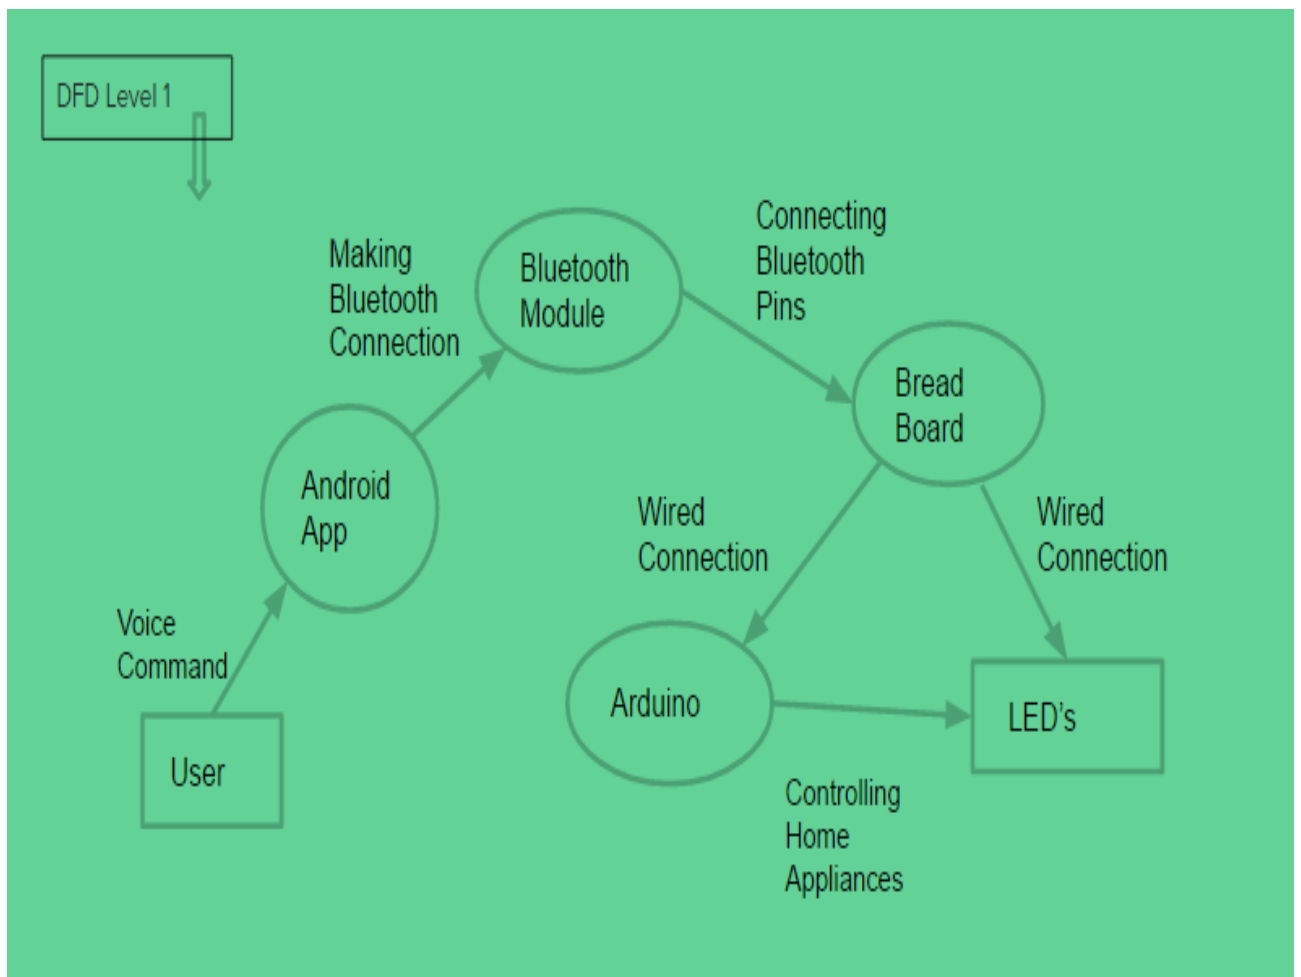 DFD Level 1
Making
Bluetooth
Connection
Bluetooth
Module
Connecting
Bluetooth
Pins
Bread
Board
Android
App
Wired
Connection
Wired
Connection
Voice
Command
User
Arduino
LED's
Controlling
Home
Appliances